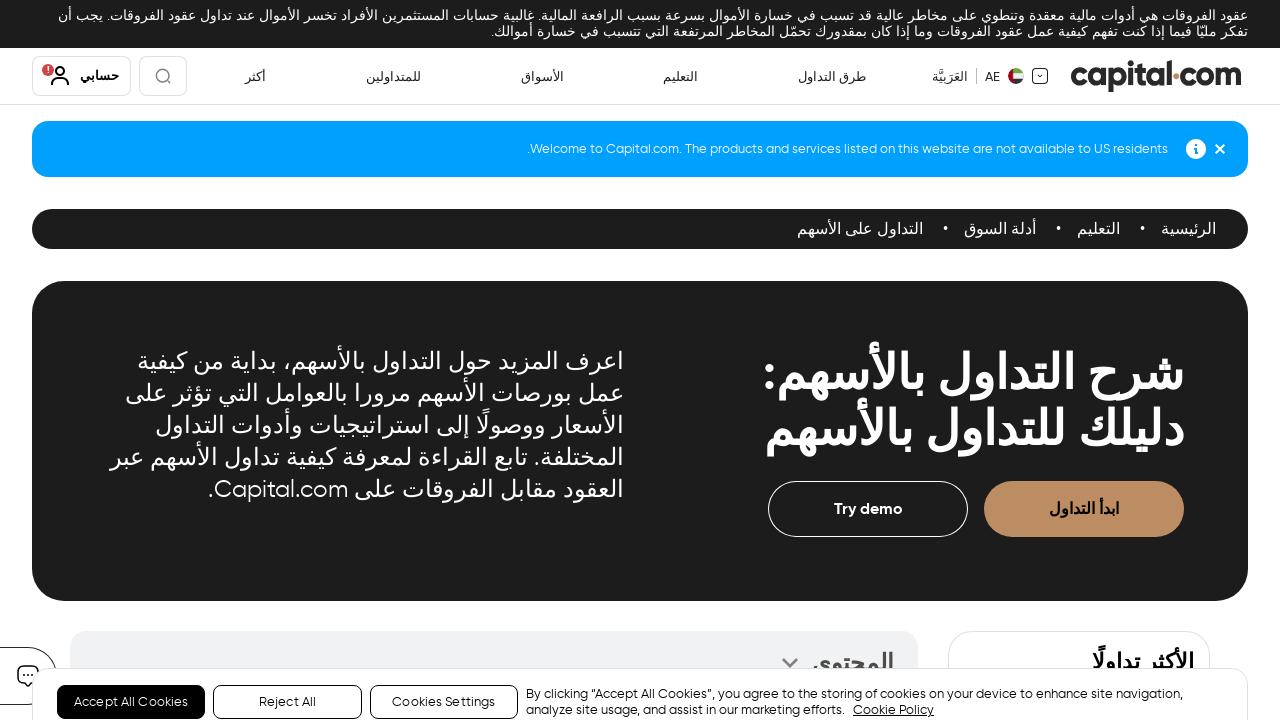 عقود الفروقات هي أدوات مالية معقدة وتنطوي على مخاطر عالية قد تسبب في خسارة الأموال بسرعة بسبب الرافعة المالية. غالبية حسابات المستثمرين الأفراد تخسر الأموال عند تداول عقود الفروقات. يجب أن
تفكر مليًّا فيما إذا كنت تفهم كيفية عمل عقود الفروقات وما إذا كان بمقدورك تحمّل المخاطر المرتفعة التي تتسبب في خسارة أموالك.
capital.com
AE
العَرَبيَّة
طرق التداول
التعليم
الأسواق
للمتداولين
أكثر
حسابي
Welcome to Capital.com. The products and services listed on this website are not available to US residents.
الرئيسية • التعليم • أدلة السوق • التداول على الأسهم
شرح التداول بالأسهم:
دليلك للتداول بالأسهم
ابدأ التداول
Try demo
اعرف المزيد حول التداول بالأسهم، بداية من كيفية
عمل بورصات الأسهم مرورا بالعوامل التي تؤثر على
الأسعار ووصولًا إلى استراتيجيات وأدوات التداول
المختلفة. تابع القراءة لمعرفة كيفية تداول الأسهم عبر
العقود مقابل الفروقات على Capital.com.
الأكثر تداولًا
المحتوى
By clicking “Accept All Cookies”, you agree to the storing of cookies on your device to enhance site navigation,
analyze site usage, and assist in our marketing efforts. Cookie Policy
Cookies Settings
Reject All
Accept All Cookies